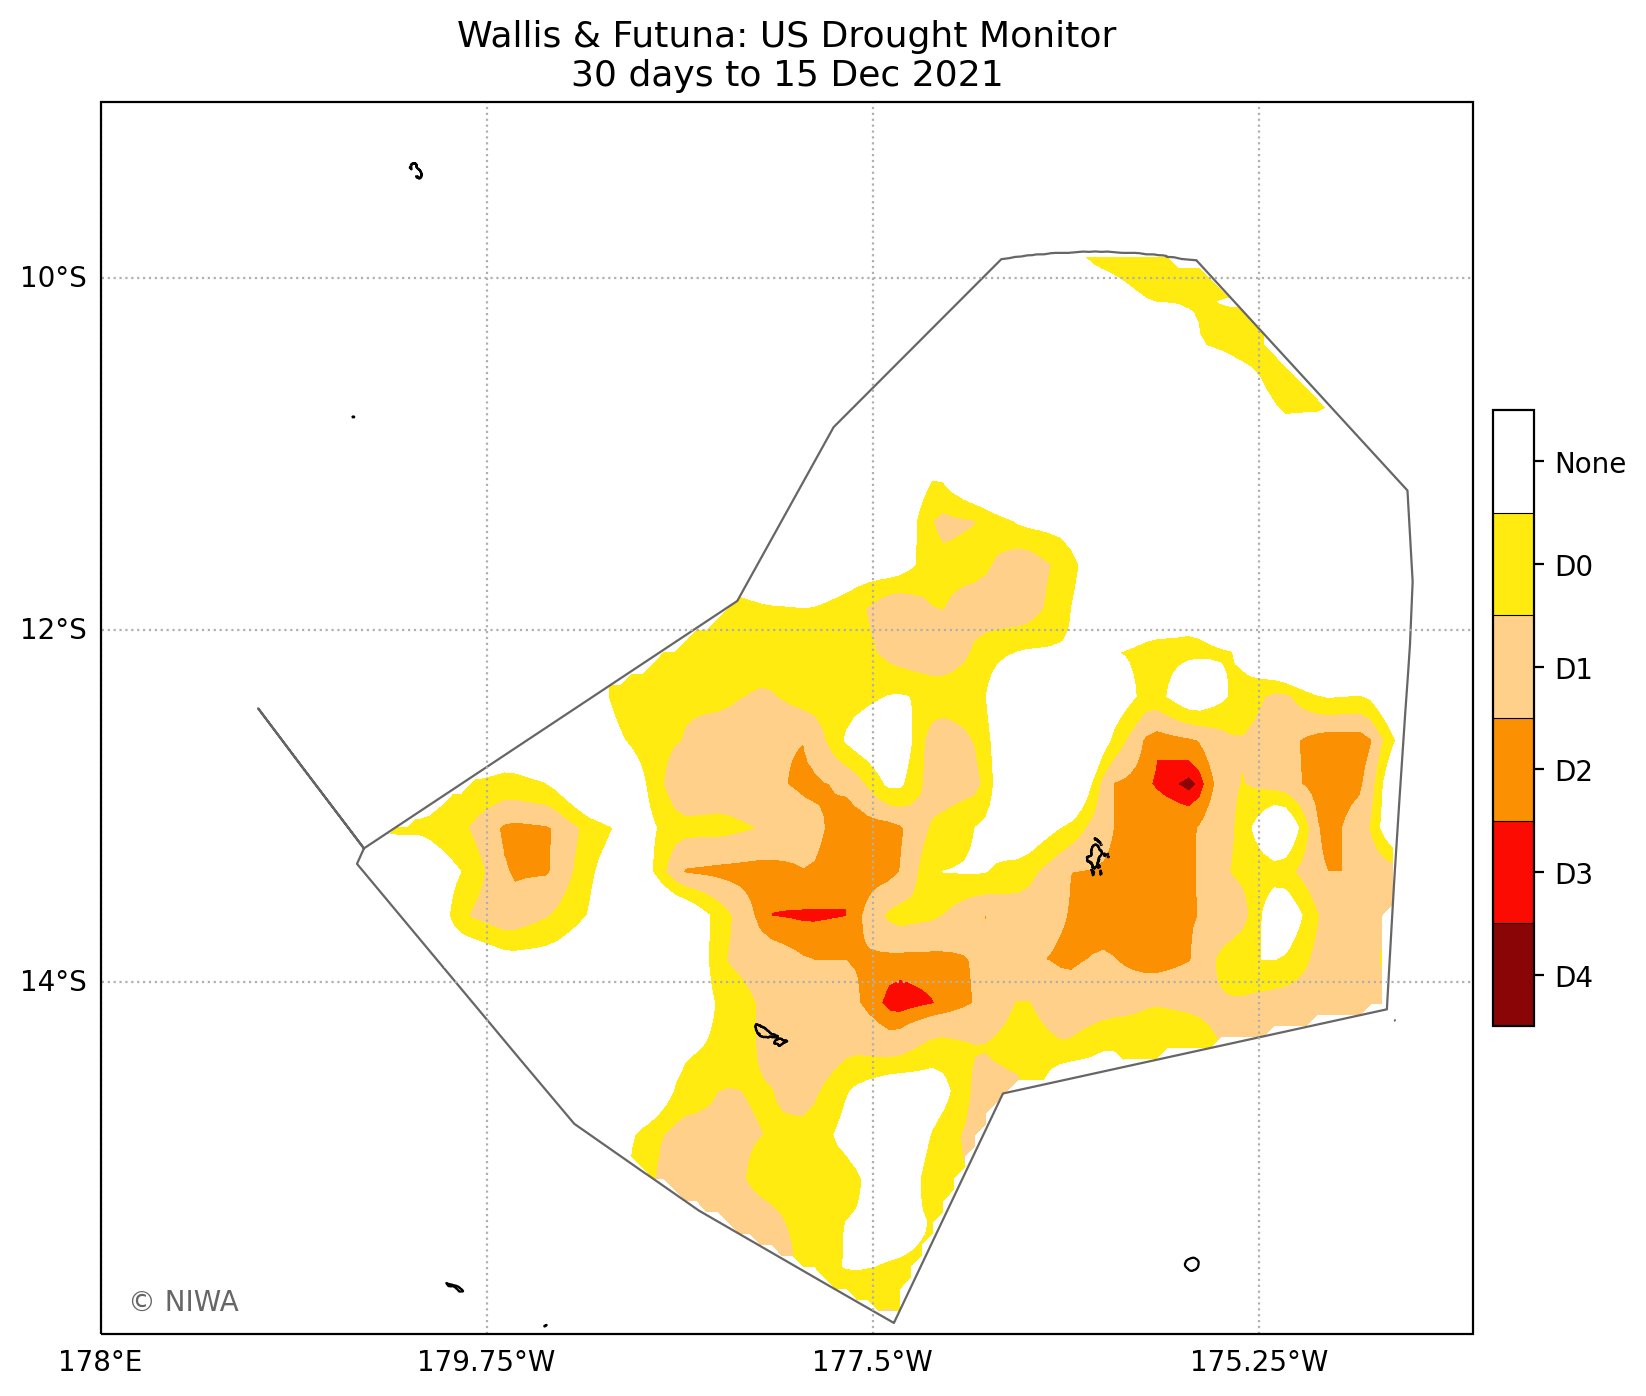 Wallis & Futuna: US Drought Monitor
30 days to 15 Dec 2021
10°S
12°S
14°S
178°E
179.75°W
177.5°W
175.25°W
None
D0
D1
D2
D3
D4
© NIWA